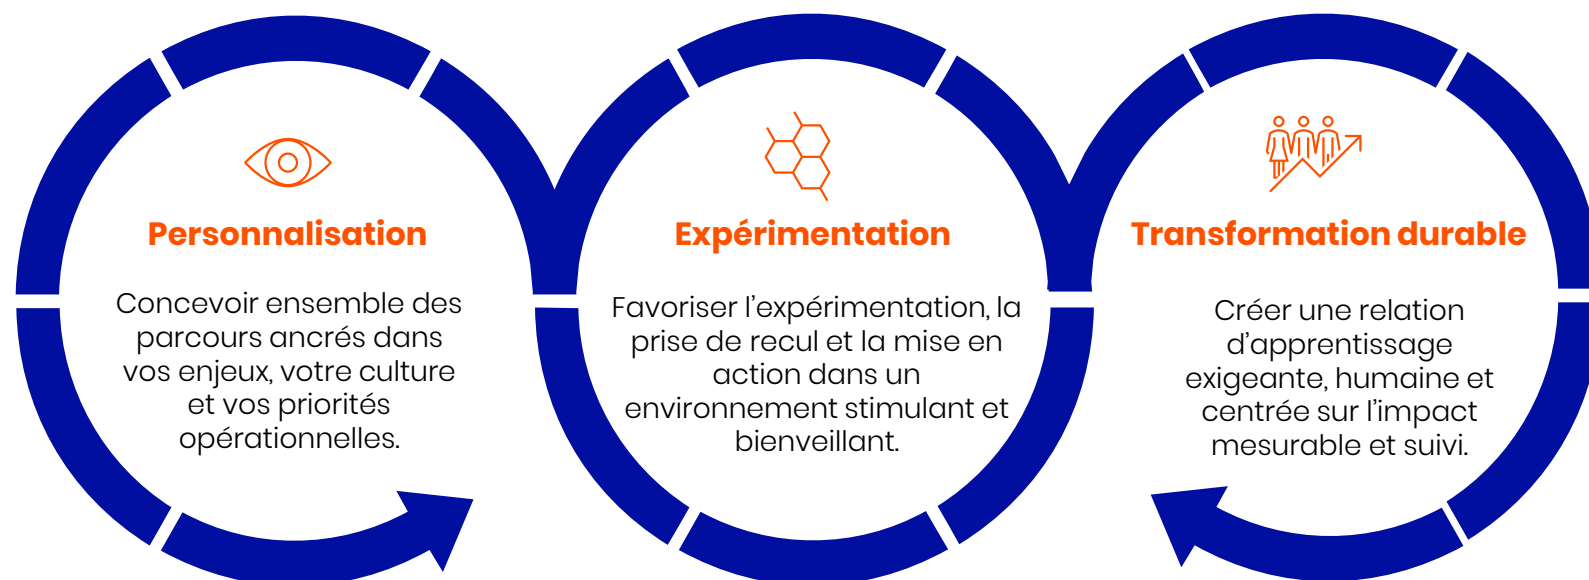 Personnalisation
Concevoir ensemble des
parcours ancrés dans
vos enjeux, votre culture
et vos priorités
opérationnelles.
Expérimentation
Favoriser l’expérimentation, la
prise de recul et la mise en
action dans un
environnement stimulant et
bienveillant.
Transformation durable
Créer une relation
d’apprentissage
exigeante, humaine et
centrée sur l’impact
mesurable et suivi.